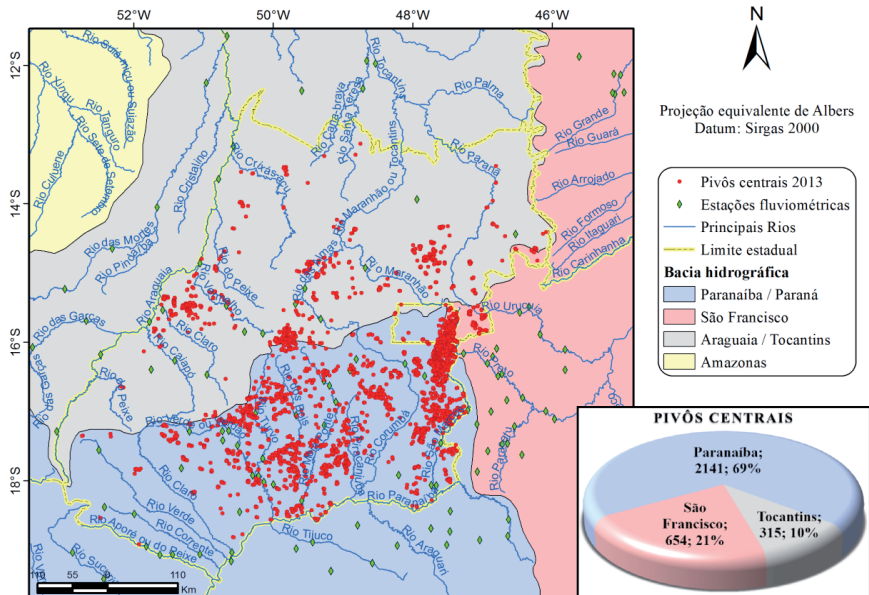 52°W
50°W
48°W
46°W
12°S
14°S
16°S
18°S
Rio Xingu
Rio Tanguro
Rio Sete de Setembro
Rio Culuene
Rio Cristalino
Rio Crixás-açu
Rio Tocantins
Rio Santa Teresa
Rio Palma
Rio Paranã
Rio Grande
Rio Guará
Rio Arrojado
Rio Formoso
Rio Itaguari
Rio Carinhanha
Rio das Mortes
Rio Pindaíba
Rio Araguaia
Rio do Peixe
Rio Vermelho
Rio das Almas
Rio Maranhão ou Tocantins
Rio Maranhão
Rio Urucuia
Rio das Garças
Rio Claro
Rio Caiapó
Rio Preto
Rio do Peixe
Rio Corumbá
Rio Paracatu
Rio Claro
Rio Verde
Rio Corrente
Rio Aporé ou do Peixe
Rio Paranaíba
Rio Tijuco
Rio Araguari
110 55 0 110
Km
N
Projeção equivalente de Albers
Datum: Sirgas 2000
Pivôs centrais 2013
Estações fluviométricas
Principais Rios
Limite estadual
Bacia hidrográfica
Paranaíba / Paraná
São Francisco
Araguaia / Tocantins
Amazonas
PIVÔS CENTRAIS
Paranaíba;
2141; 69%
São
Francisco;
654; 21%
Tocantins;
315; 10%